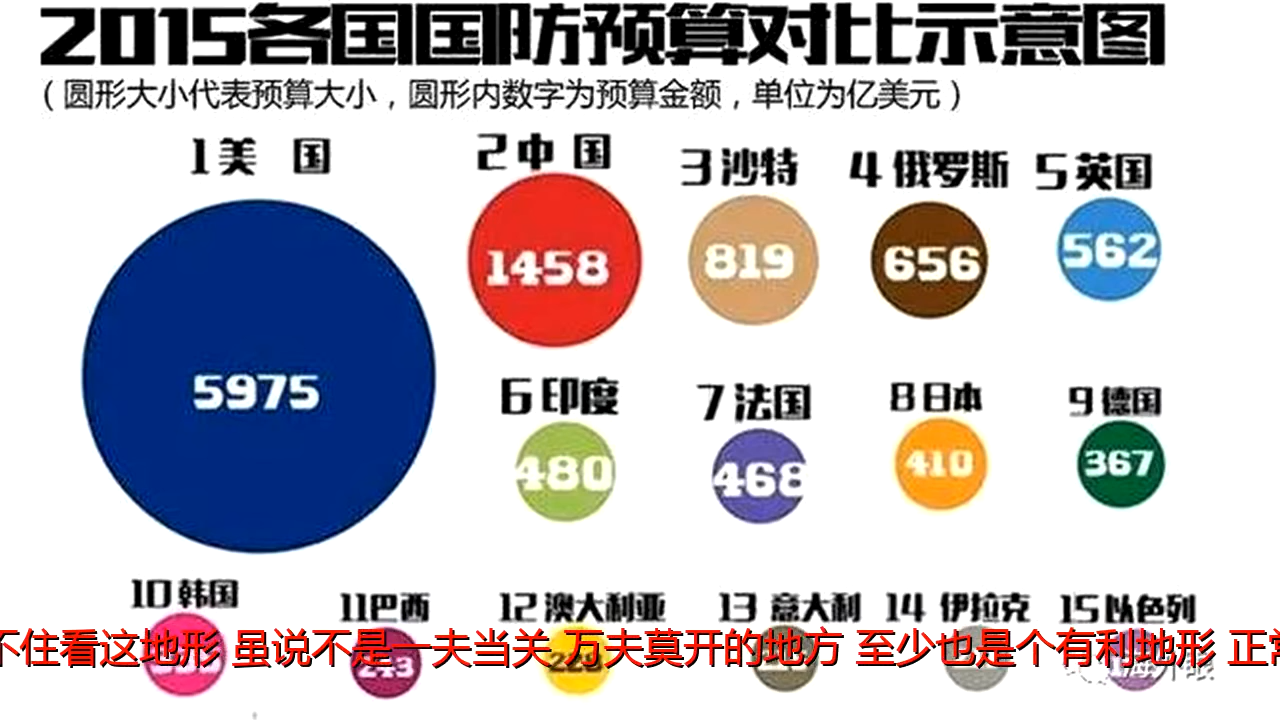 2015各国国防预算对比示意图
（圆形大小代表预算大小，圆形内数字为预算金额，单位为亿美元）
1美 国
2中 国
3沙特
4俄罗斯
5英国
5975
1458
819
656
562
6印度
7法国
8日本
9德国
480
468
410
367
10韩国
11巴西
12澳大利亚
13 意大利
14 伊拉克
15以色列
不住看这地形 虽说不是一夫当关 万夫莫开的地方 至少也是个有利地形 正常
243
海外眼